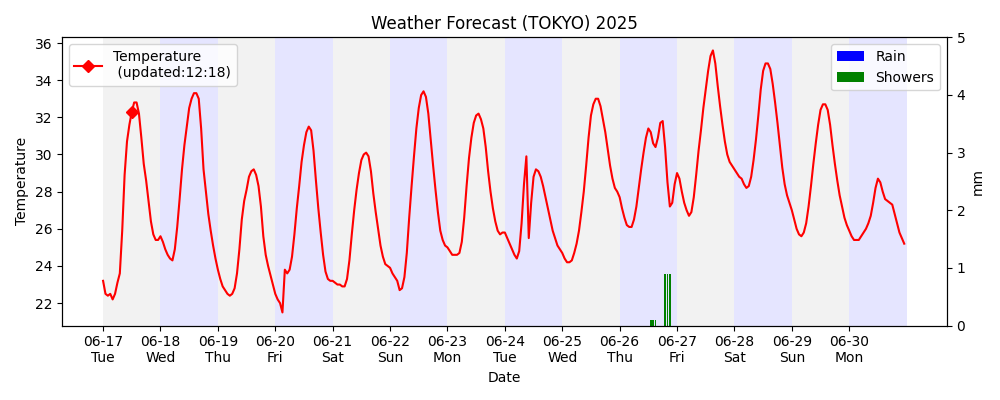 Weather Forecast (TOKYO) 2025
Temperature
(updated:12:18)
Rain
Showers
36
34
32
30
28
26
24
22
Temperature
5
4
3
2
1
0
mm
06-17 06-18 06-19 06-20 06-21 06-22 06-23 06-24 06-25 06-26 06-27 06-28 06-29 06-30
Tue Wed Thu Fri Sat Sun Mon Tue Wed Thu Fri Sat Sun Mon
Date